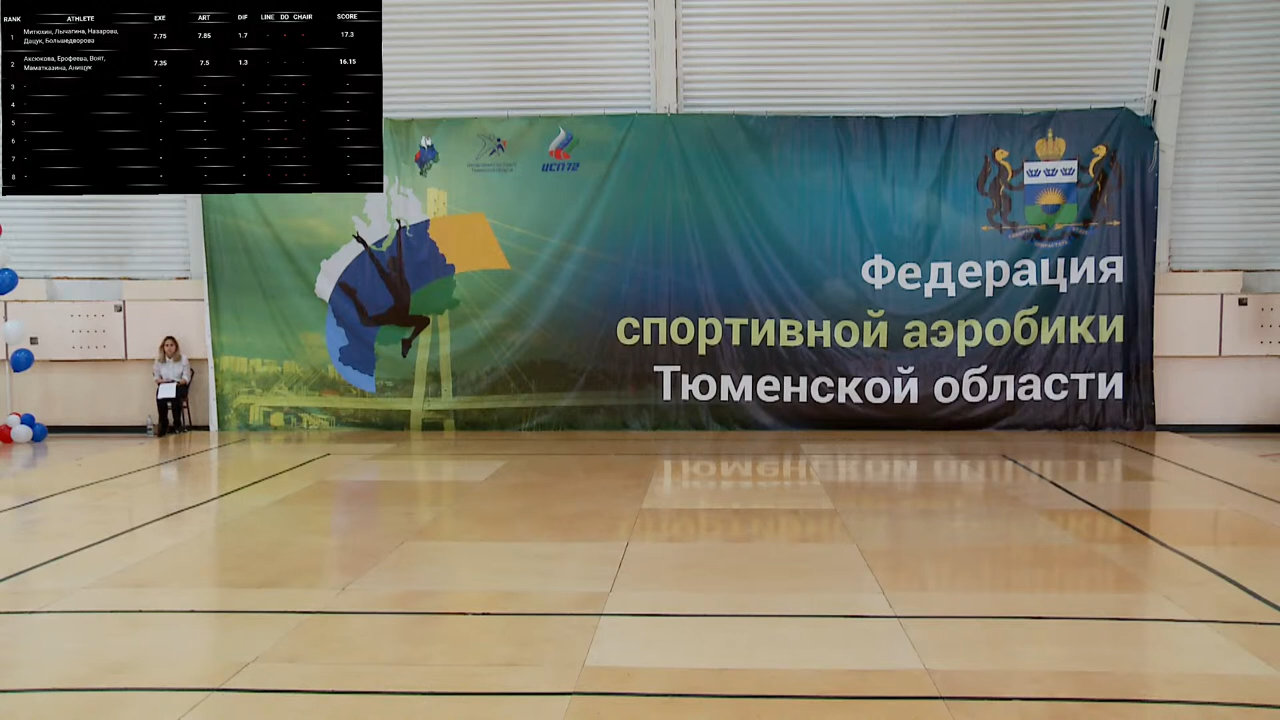 RANK ATHLETE EXE ART DIF LINE DO CHAIR SCORE
1 Митюхин, Лычагина, Назарова, Дацук, Большедворова 7.75 7.85 1.7 - - - 17.3
2 Аксюкова, Ерофеева, Воят, Маматказина, Анищук 7.35 7.5 1.3 - - - 16.15
3 - - - - - - - -
4 - - - - - - - -
5 - - - - - - - -
6 - - - - - - - -
7 - - - - - - - -
8 - - - - - - - -
ЦСП72
Федерация
спортивной аэробики
Тюменской области